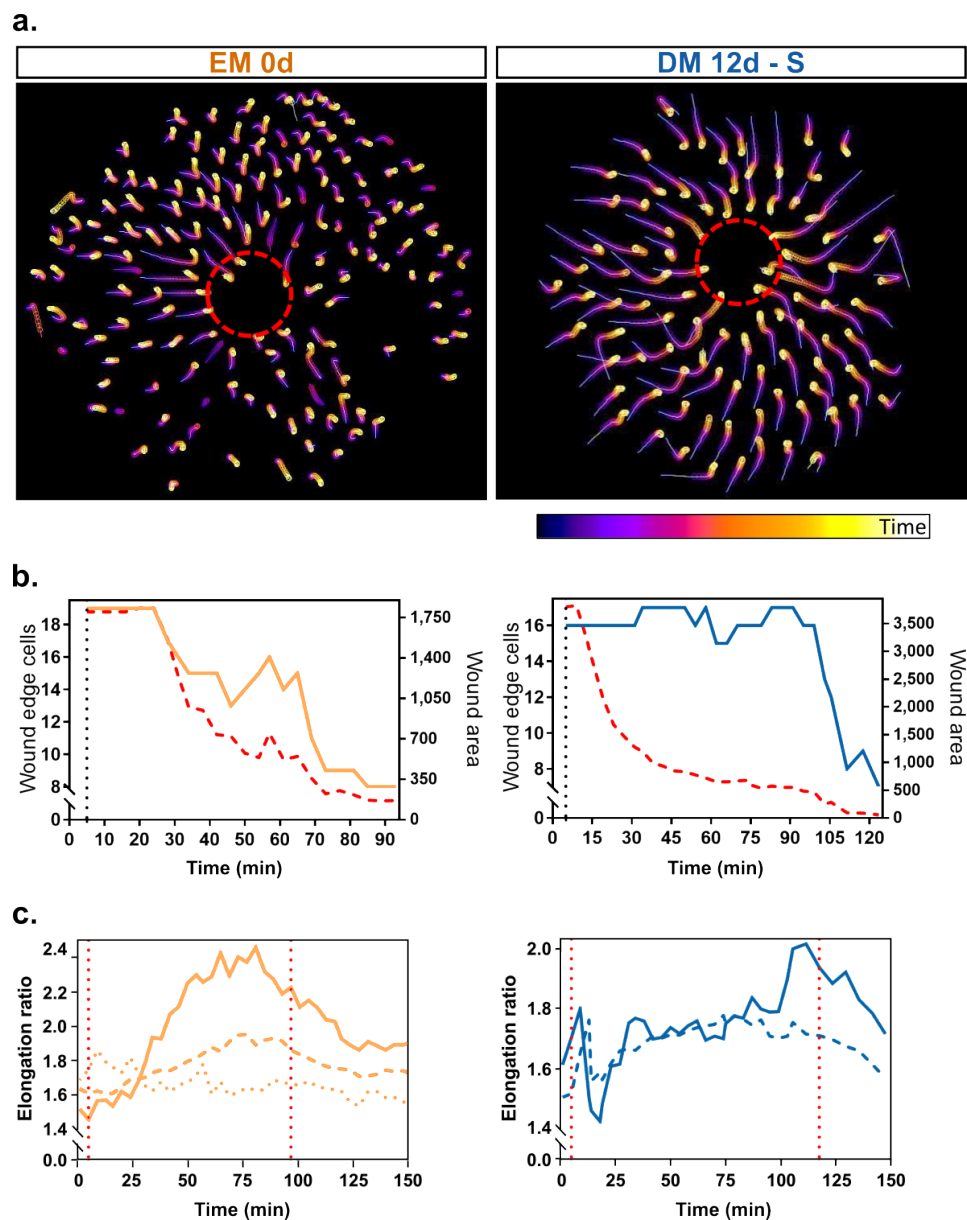 a.
EM 0d
DM 12d - S
Time
b.
Wound edge cells
18
16
14
12
10
8
0
1,750
1,400
1,050
700
350
0
Wound area
0 10 20 30 40 50 60 70 80 90
Time (min)
Wound edge cells
16
14
12
10
8
0
3,500
3,000
2,500
2,000
1,500
1,000
500
0
Wound area
0 15 30 45 60 75 90 105 123
Time (min)
c.
Elongation ratio
2.4
2.2
2.0
1.8
1.6
1.4
0.0
0 25 50 75 100 125 150
Time (min)
Elongation ratio
2.0
1.8
1.6
1.4
0.0
0 25 50 75 100 125 150
Time (min)